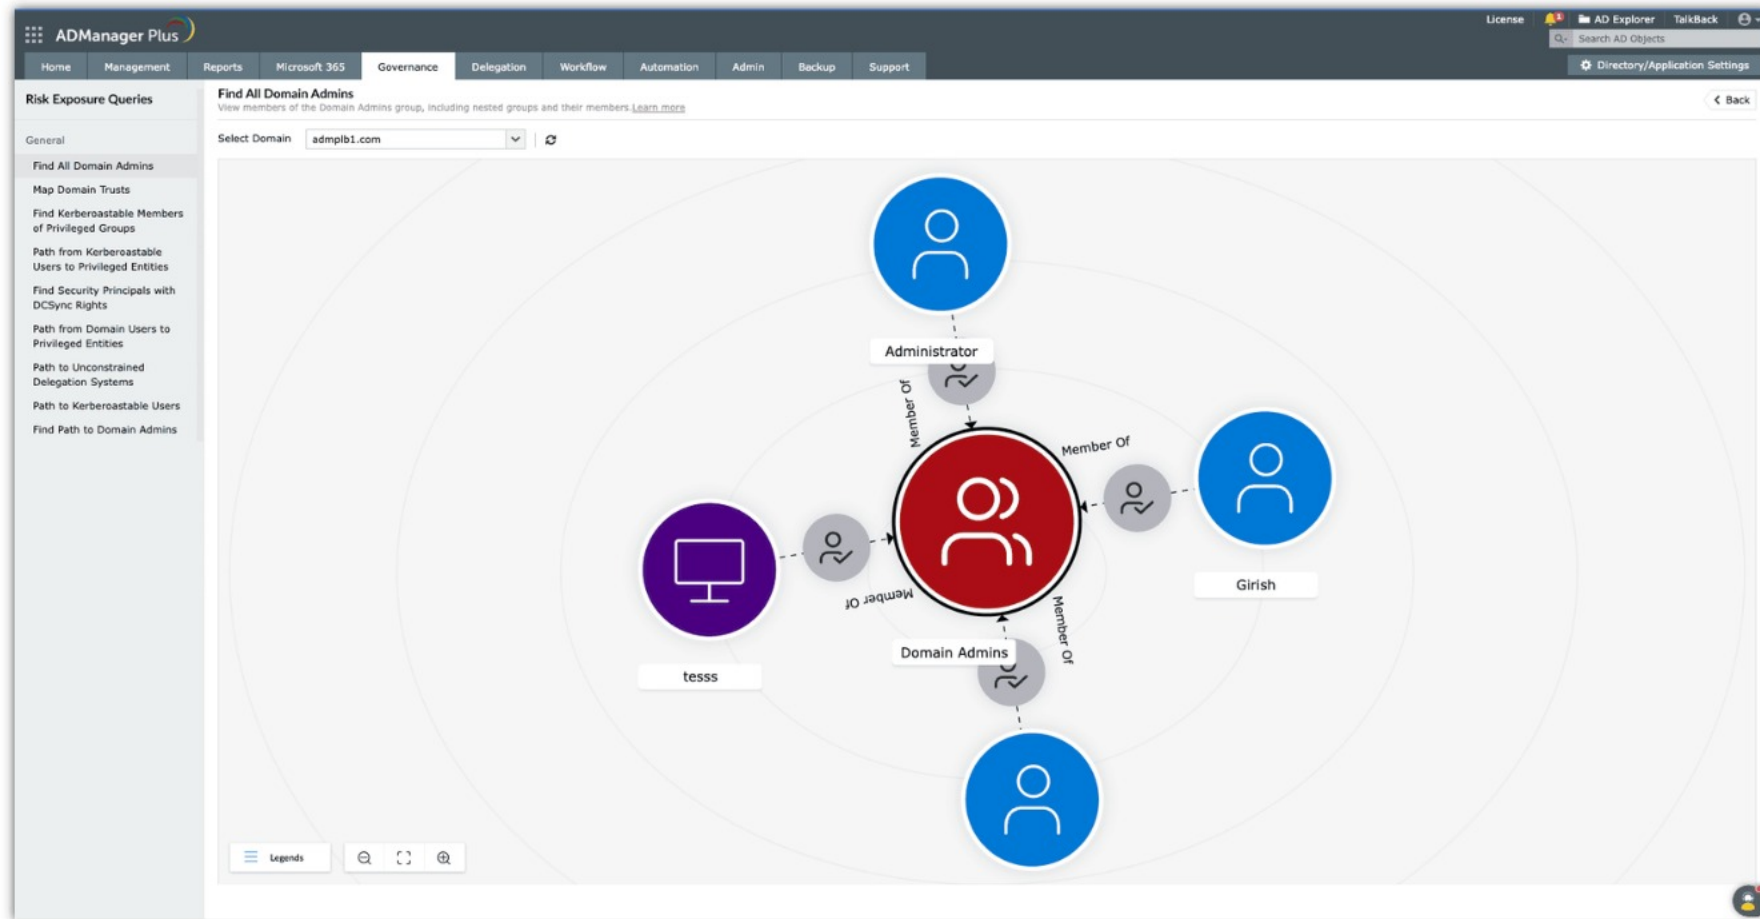 License
1
AD Explorer
TalkBack
ADManager Plus
Search AD Objects
Home
Management
Reports
Microsoft 365
Governance
Delegation
Workflow
Automation
Admin
Backup
Support
Directory/Application Settings
Risk Exposure Queries
General
Find All Domain Admins
Map Domain Trusts
Find Kerberoastable Members
of Privileged Groups
Path from Kerberoastable
Users to Privileged Entities
Find Security Principals with
DCSync Rights
Path from Domain Users to
Privileged Entities
Path to Unconstrained
Delegation Systems
Path to Kerberoastable Users
Find Path to Domain Admins
Find All Domain Admins
View members of the Domain Admins group, including nested groups and their members. Learn more
Back
Select Domain
admplb1.com
Administrator
Member Of
Member Of
Girish
Member Of
tesss
Domain Admins
Member Of
Legends